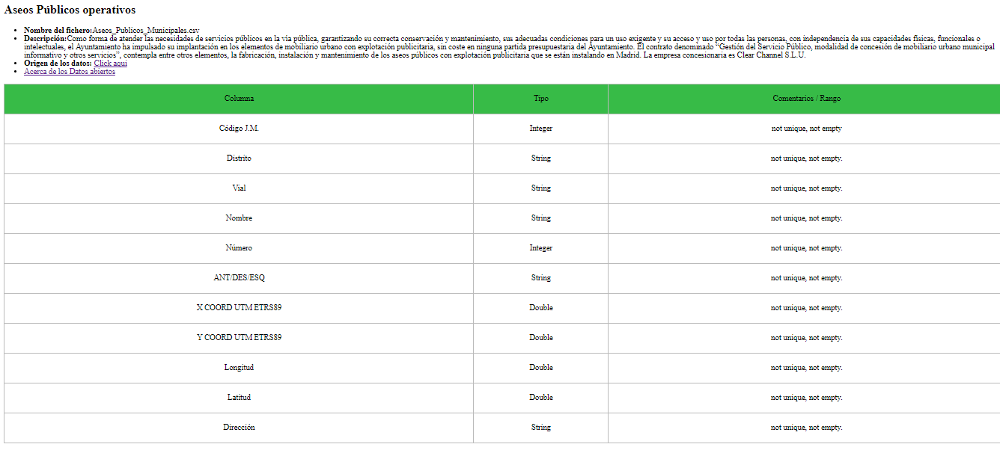 Aseos Públicos operativos
Nombre del fichero:Aseos_Publicos_Municipales.csv
Descripción:Como forma de atender las necesidades de servicios públicos en la vía pública, garantizando su correcta conservación y mantenimiento, sus adecuadas condiciones para un uso exigente y su acceso y uso por todas las personas, con independencia de sus capacidades físicas, funcionales o
intelectuales, el Ayuntamiento ha impulsado su implantación en los elementos de mobiliario urbano con explotación publicitaria, sin coste en ninguna partida presupuestaria del Ayuntamiento. El contrato denominado “Gestión del Servicio Público, modalidad de concesión de mobiliario urbano municipal
informativo y otros servicios”, contempla entre otros elementos, la fabricación, instalación y mantenimiento de los aseos públicos con explotación publicitaria que se están instalando en Madrid. La empresa concesionaria es Clear Channel S.L.U.
Origen de los datos: Click aquí
Acerca de los Datos abiertos
Columna Tipo Comentarios / Rango
Código J.M. Integer not unique, not empty
Distrito String not unique, not empty.
Vial String not unique, not empty.
Nombre String not unique, not empty.
Número Integer not unique, not empty.
ANT/DES/ESQ String not unique, not empty.
X COORD UTM ETRS89 Double not unique, not empty.
Y COORD UTM ETRS89 Double not unique, not empty.
Longitud Double not unique, not empty.
Latitud Double not unique, not empty.
Dirección String not unique, not empty.